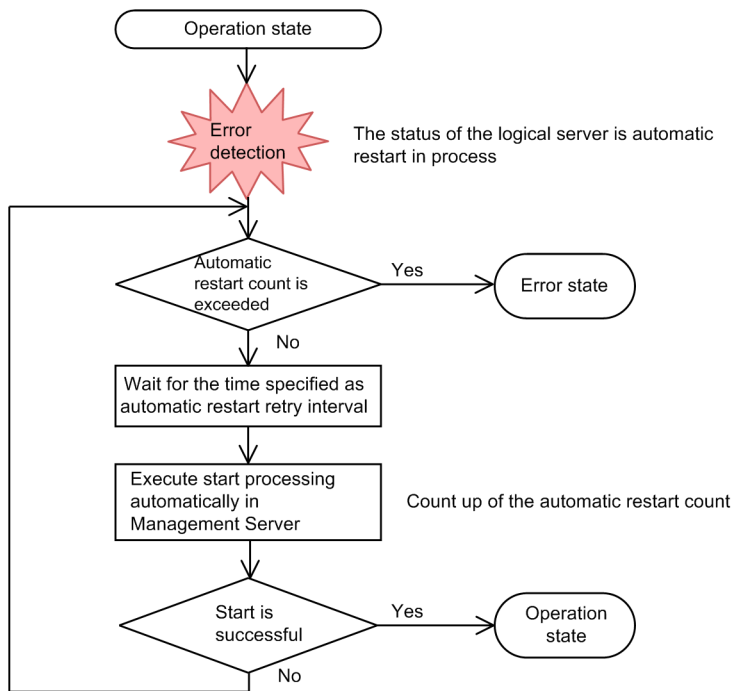 Operation state
Error
detection
The status of the logical server is automatic
restart in process
Automatic
restart count is
exceeded
Yes
Error state
No
Wait for the time specified as
automatic restart retry interval
Execute start processing
automatically in
Management Server
Count up of the automatic restart count
Start is
successful
Yes
Operation
state
No